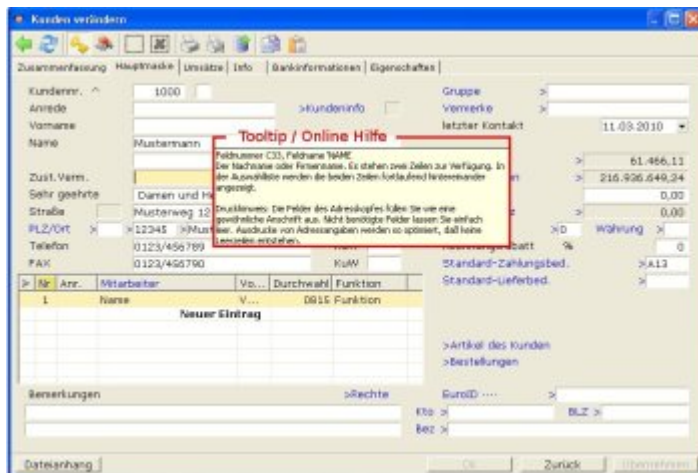 Kunden verändern
Zusammenfassung Hauptmaske Umsätze Info Bankinformationen Eigenschaften
Kundennr. ^ 1000 Gruppe >
Anrede >Kundeninfo Vermerke >
Vorname letzter Kontakt 11.03.2010
Name Mustermann
Tooltip / Online Hilfe
Feldnummer C33, Feldname 'NAME
Der Nachname oder Firmenname. Es stehen zwei Zeilen zur Verfügung. In
der Auswahlliste werden die beiden Zeilen fortlaufend hintereinander
angezeigt.
Druckhinweis: Die Felder des Adresskopfes füllen Sie wie eine
gewöhnliche Anschrift aus. Nicht benötigte Felder lassen Sie einfach
leer. Ausdrucke von Adressangaben werden so optimiert, daß keine
Leerzeilen entstehen.
> 61.466,11
Zust.Verm. > 216.936.649,24
Sehr geehrte Damen und H 0,00
Straße Musterweg 12 > 0,00
PLZ/Ort > >12345 >Mus >D Währung >
Telefon 0123/456789 % 0
FAX 0123/456790 KuW Standard-Zahlungsbed. >A13
> Nr Anr. Mitarbeiter Vo... Durchwahl Funktion Standard-Lieferbed. >
1 Name V... 0815 Funktion
Neuer Eintrag
>Artikel des Kunden
>Bestellungen
Bemerkungen >Rechte EuroID ···· >
Kto > BLZ >
Bez >
Dateianhang OK Zurück Übernehmen